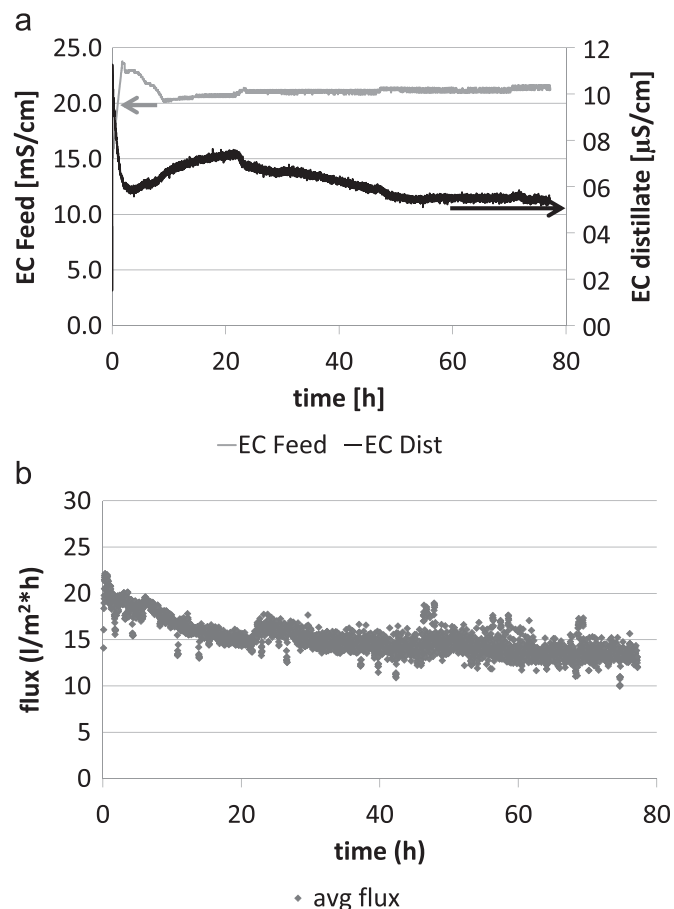 a
25.0
20.0
15.0
10.0
5.0
0.0
EC Feed [mS/cm]
12
10
08
06
04
02
00
EC distillate [µS/cm]
0 20 40 60 80
time [h]
EC Feed EC Dist
b
30
25
20
15
10
5
0
flux (l/m²*h)
0 20 40 60 80
time (h)
avg flux